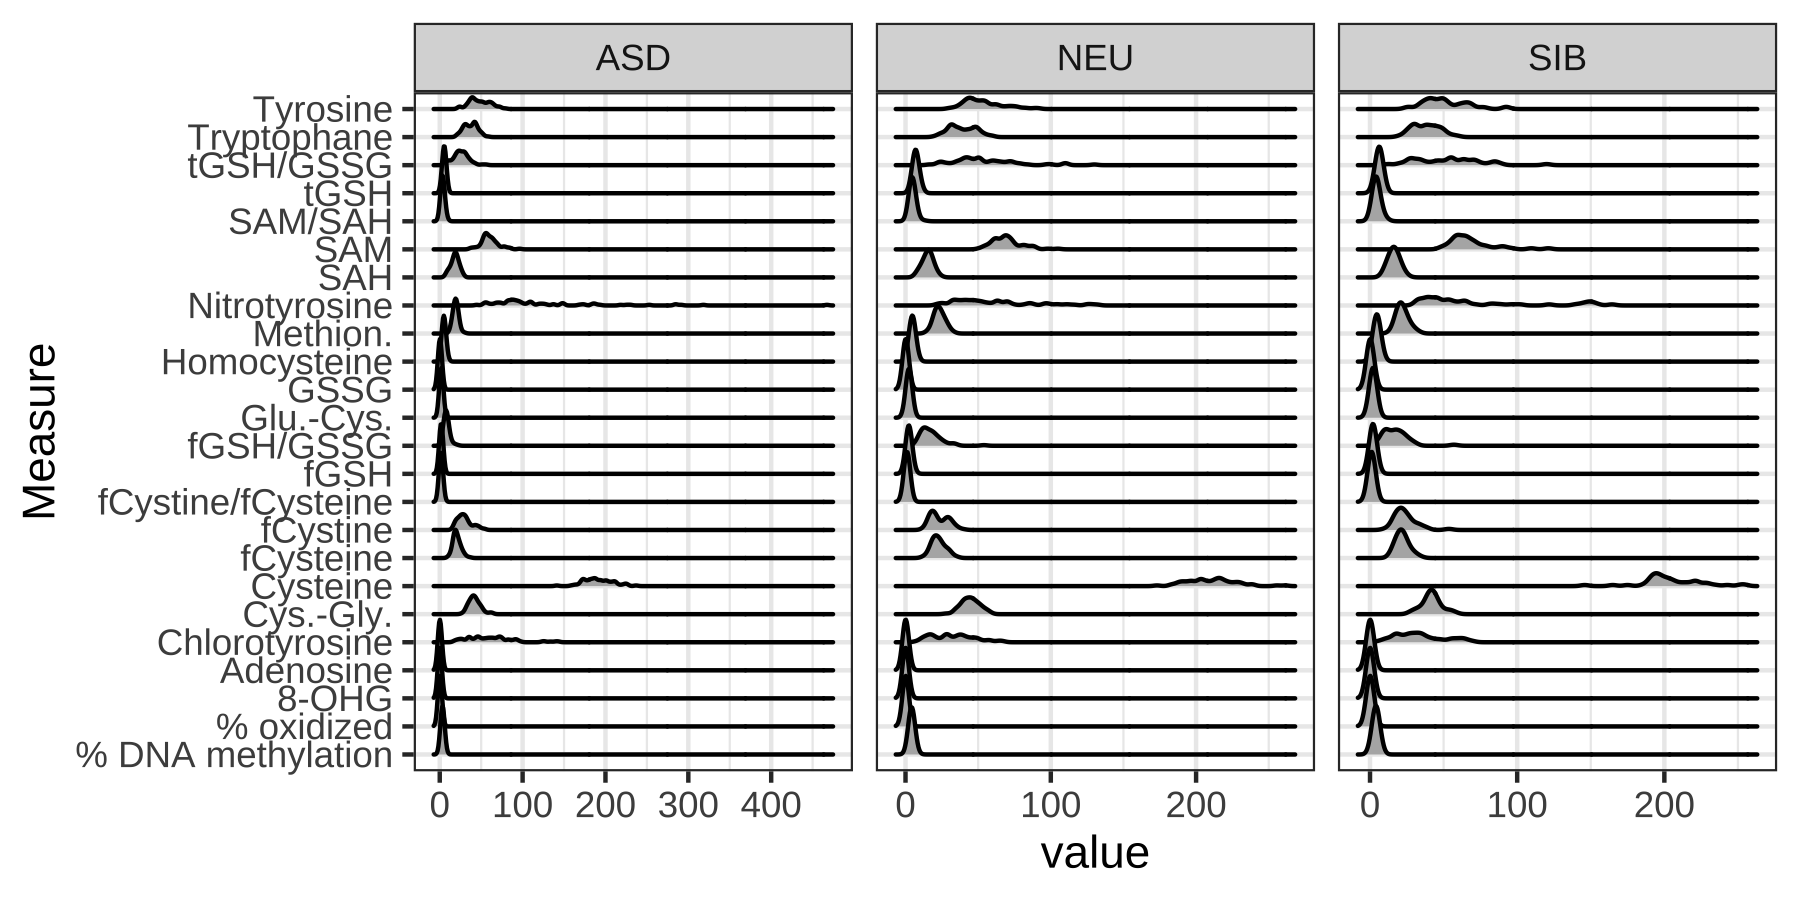 ASD NEU SIB
Tyrosine
Tryptophane
tGSH/GSSG
tGSH
SAM/SAH
SAM
SAH
Nitrotyrosine
Methion.
Homocysteine
GSSG
Glu.-Cys.
fGSH/GSSG
fGSH
fCystine/fCysteine
fCystine
fCysteine
Cysteine
Cys.-Gly.
Chlorotyrosine
Adenosine
8-OHG
% oxidized
% DNA methylation
Measure
0 100 200 300 400 0 100 200 0 100 200
value